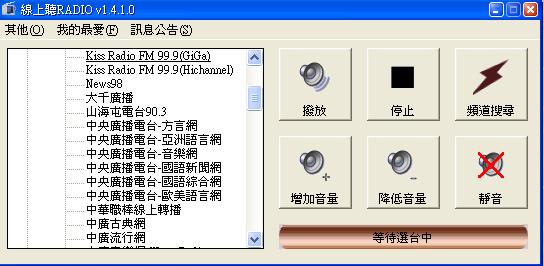 線上聽RADIO v1.4.1.0
其他(O) 我的最愛(F) 訊息公告(S)
Kiss Radio FM 99.9(GiGa)
Kiss Radio FM 99.9(Hichannel)
News98
大千廣播
山海屯電台90.3
中央廣播電台-方言網
中央廣播電台-亞洲語言網
中央廣播電台-音樂網
中央廣播電台-國語新聞網
中央廣播電台-國語綜合網
中央廣播電台-歐美語言網
中華職棒線上轉播
中廣古典網
中廣流行網
撥放 停止 頻道搜尋
增加音量 降低音量 靜音
等待選台中